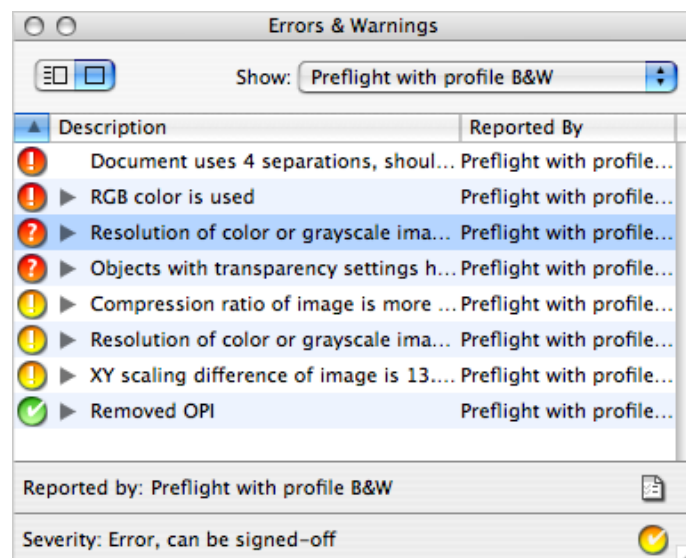 Errors & Warnings
Show: Preflight with profile B&W
Description Reported By
Document uses 4 separations, shoul... Preflight with profile...
RGB color is used Preflight with profile...
Resolution of color or grayscale ima... Preflight with profile...
Objects with transparency settings h... Preflight with profile...
Compression ratio of image is more ... Preflight with profile...
Resolution of color or grayscale ima... Preflight with profile...
XY scaling difference of image is 13.... Preflight with profile...
Removed OPI Preflight with profile...
Reported by: Preflight with profile B&W
Severity: Error, can be signed-off